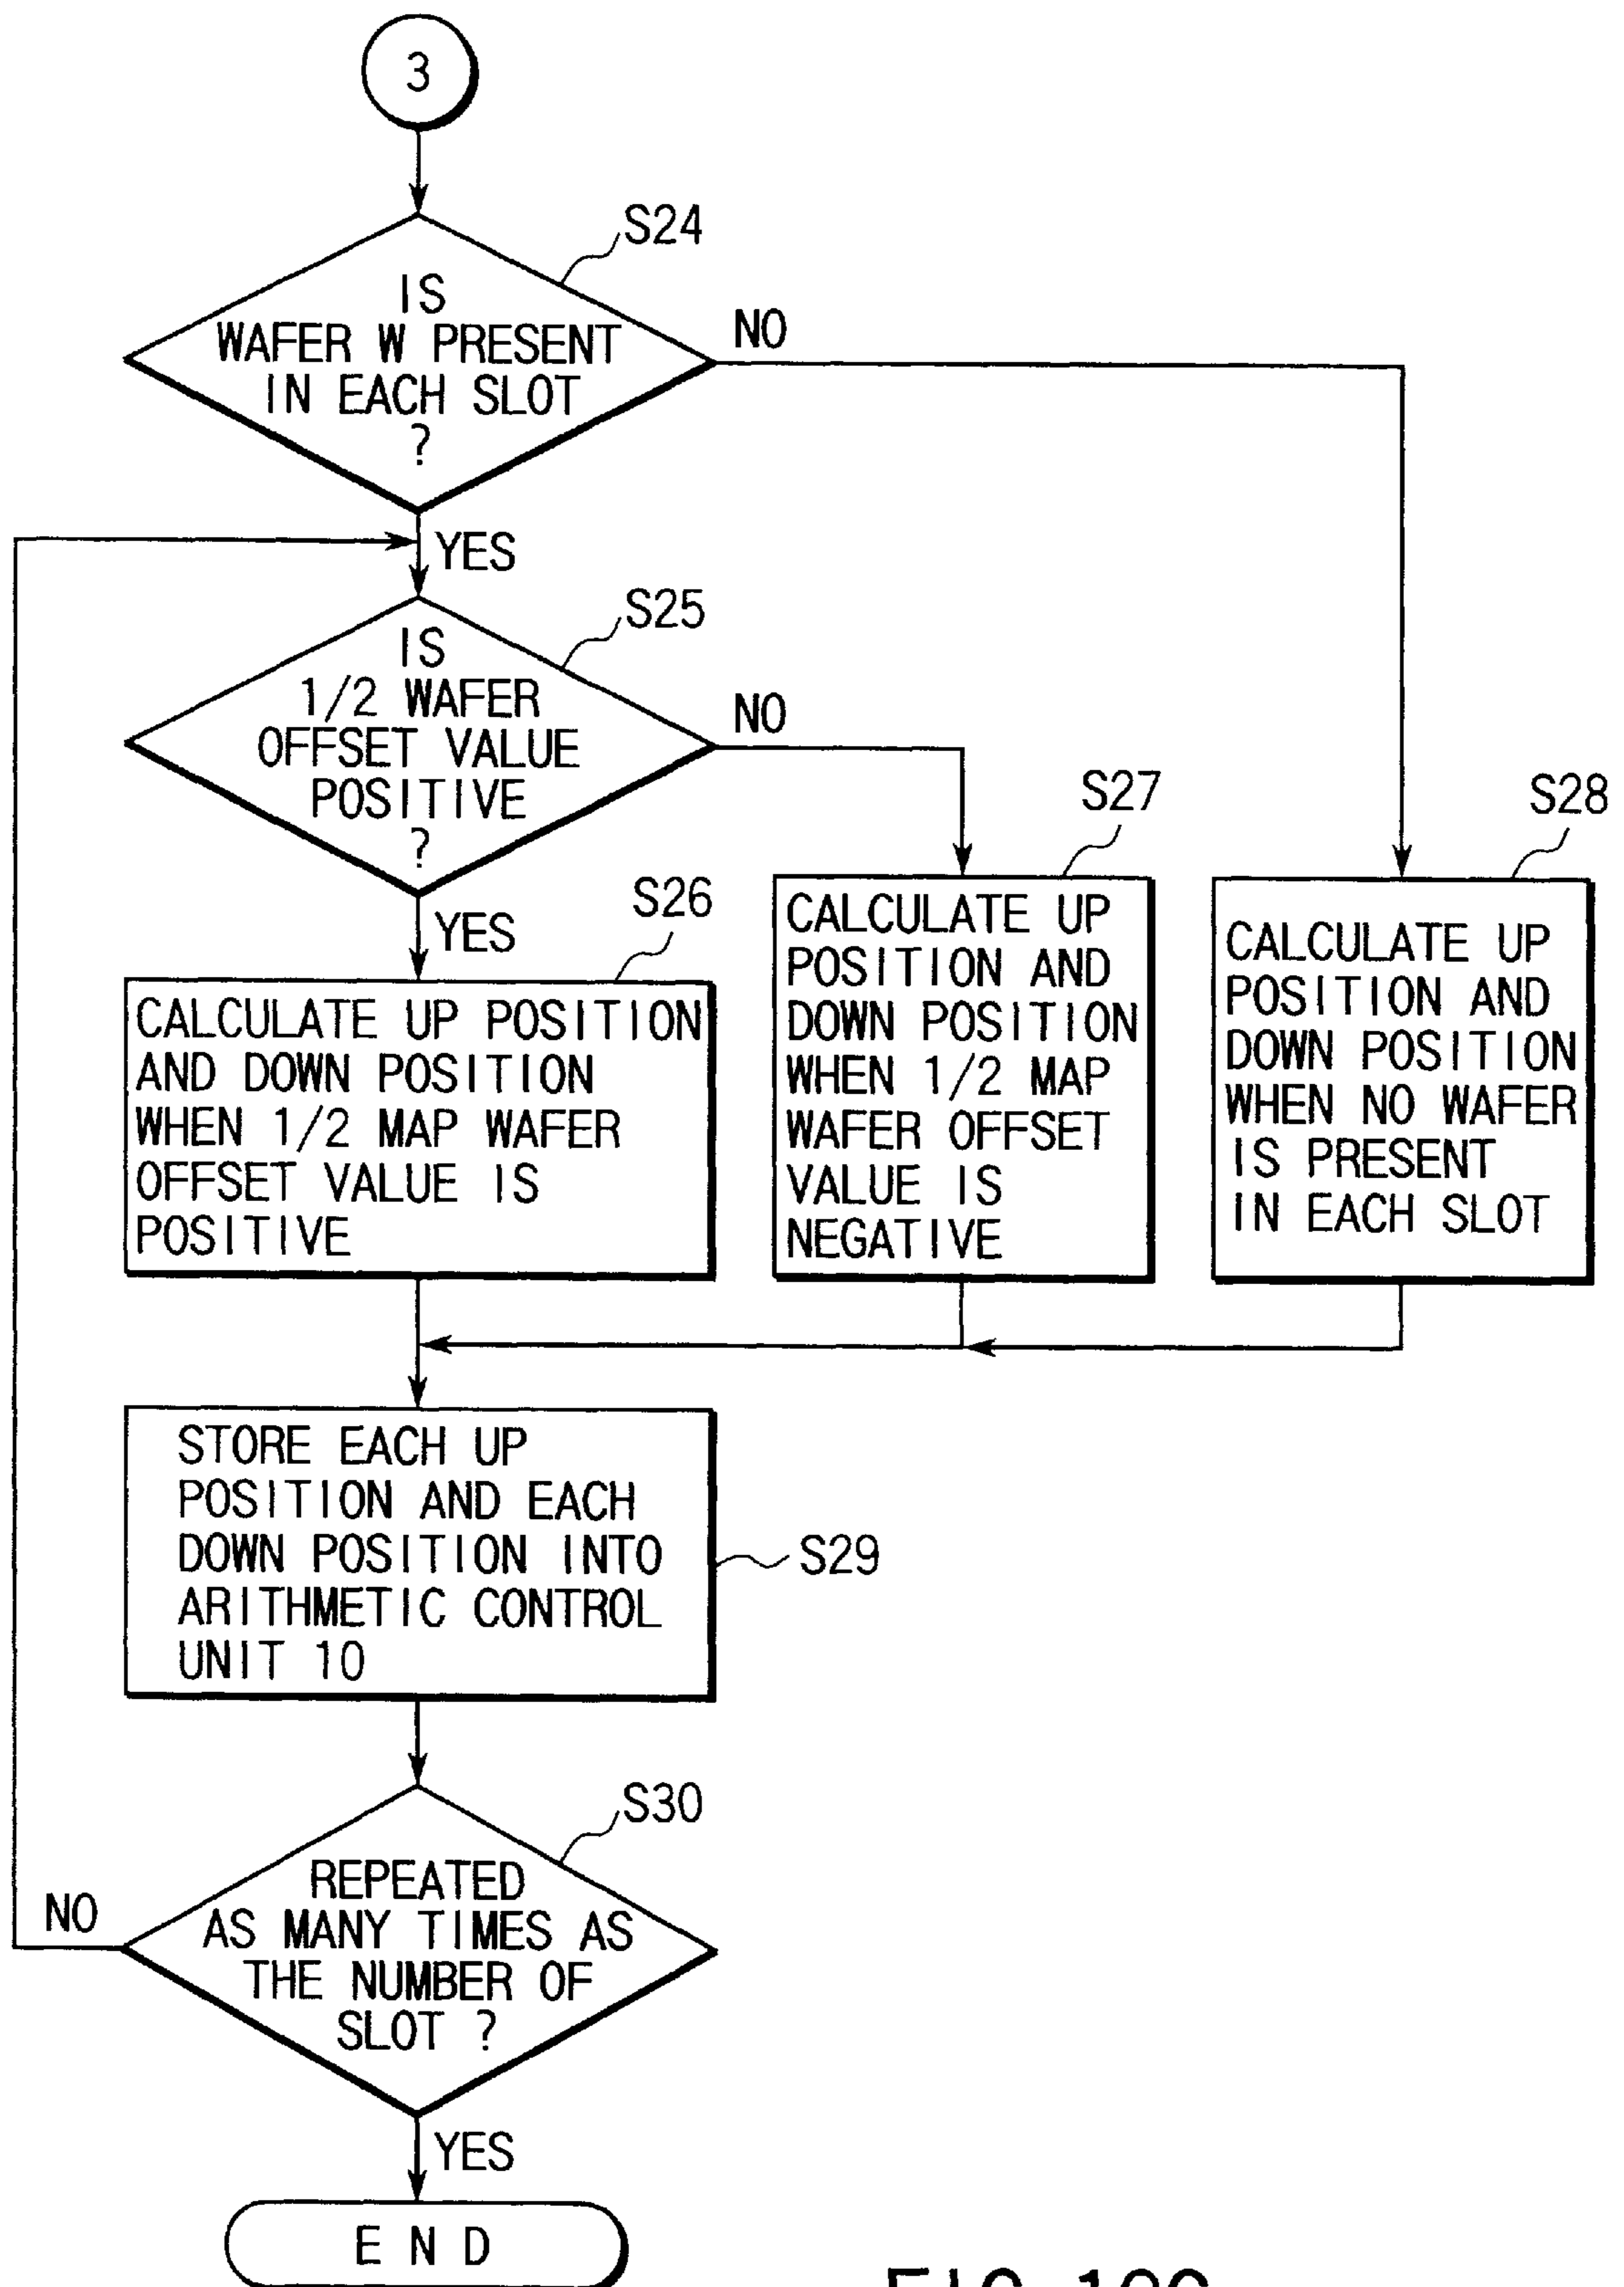 3
S24
IS
WAFER W PRESENT
IN EACH SLOT
?
NO
YES
S25
IS
1/2 WAFER
OFFSET VALUE
POSITIVE
?
NO
YES
S26
CALCULATE UP POSITION
AND DOWN POSITION
WHEN 1/2 MAP WAFER
OFFSET VALUE IS
POSITIVE
S27
CALCULATE UP
POSITION AND
DOWN POSITION
WHEN 1/2 MAP
WAFER OFFSET
VALUE IS
NEGATIVE
S28
CALCULATE UP
POSITION AND
DOWN POSITION
WHEN NO WAFER
IS PRESENT
IN EACH SLOT
STORE EACH UP
POSITION AND EACH
DOWN POSITION INTO
ARITHMETIC CONTROL
UNIT 10
S29
S30
REPEATED
AS MANY TIMES AS
THE NUMBER OF
SLOT ?
NO
YES
END